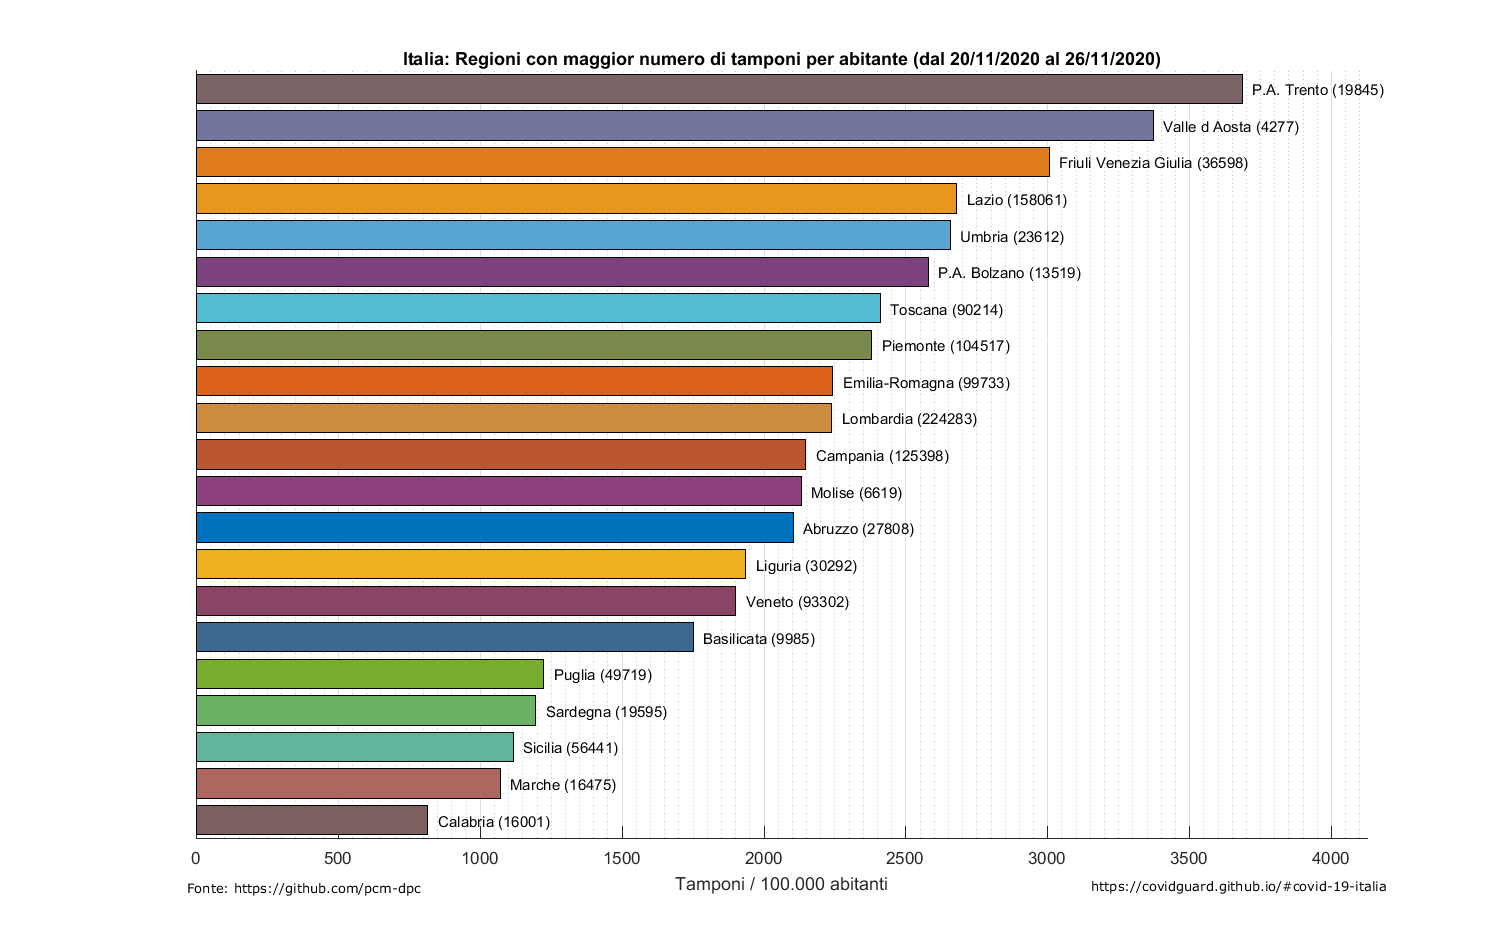 Italia: Regioni con maggior numero di tamponi per abitante (dal 20/11/2020 al 26/11/2020)
P.A. Trento (19845)
Valle d Aosta (4277)
Friuli Venezia Giulia (36598)
Lazio (158061)
Umbria (23612)
P.A. Bolzano (13519)
Toscana (90214)
Piemonte (104517)
Emilia-Romagna (99733)
Lombardia (224283)
Campania (125398)
Molise (6619)
Abruzzo (27808)
Liguria (30292)
Veneto (93302)
Basilicata (9985)
Puglia (49719)
Sardegna (19595)
Sicilia (56441)
Marche (16475)
Calabria (16001)
0 500 1000 1500 2000 2500 3000 3500 4000
Tamponi / 100.000 abitanti
Fonte: https://github.com/pcm-dpc
https://covidguard.github.io/#covid-19-italia